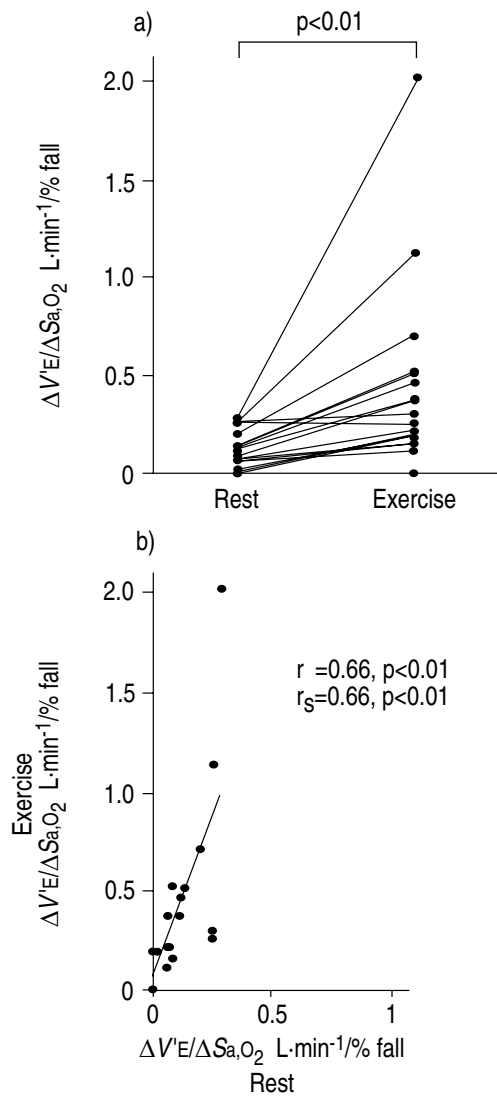 a)
p<0.01
2.0
1.5
1.0
0.5
0
ΔV'E/ΔSa,O₂ L·min⁻¹/% fall
Rest Exercise
b)
2.0
1.5
1.0
0.5
0
Exercise
ΔV'E/ΔSa,O₂ L·min⁻¹/% fall
r =0.66, p<0.01
rₛ=0.66, p<0.01
0 0.5 1
ΔV'E/ΔSa,O₂ L·min⁻¹/% fall
Rest